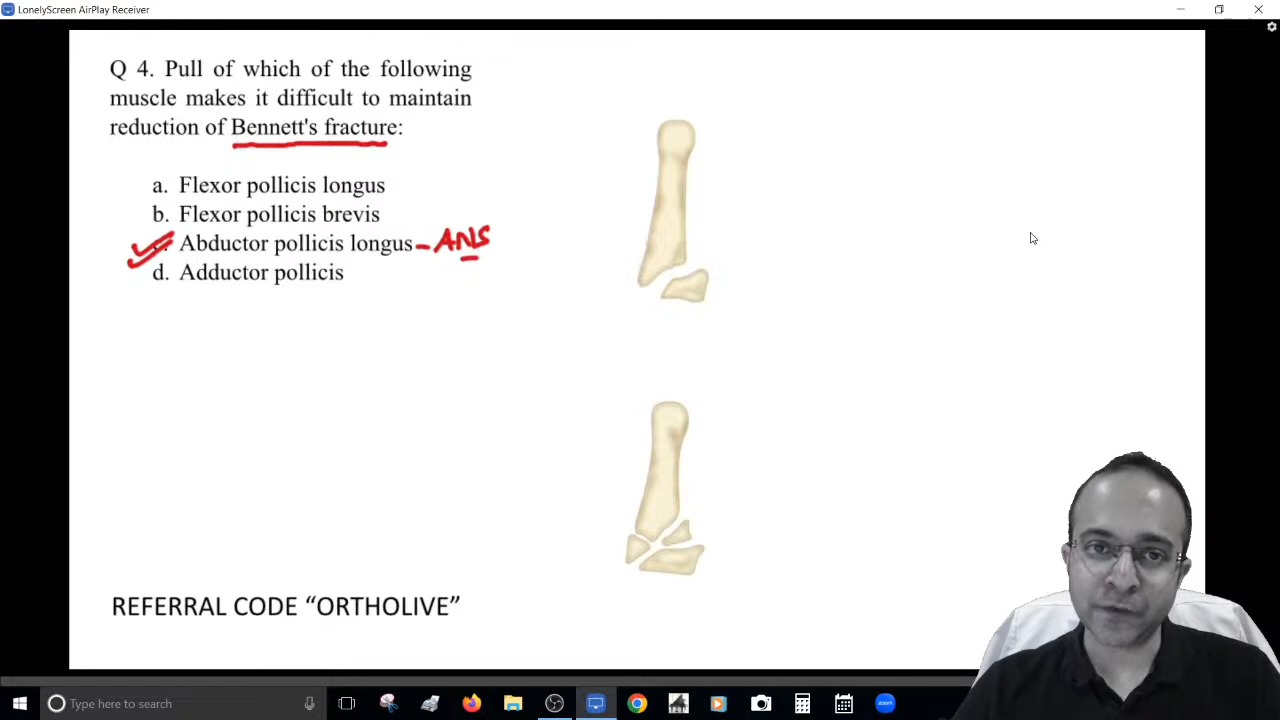 LonelyScreen AirPlay Receiver
Q 4. Pull of which of the following
muscle makes it difficult to maintain
reduction of Bennett's fracture:
a. Flexor pollicis longus
b. Flexor pollicis brevis
Abductor pollicis longus - ANS
d. Adductor pollicis
REFERRAL CODE “ORTHOLIVE”
Type here to search
zoom